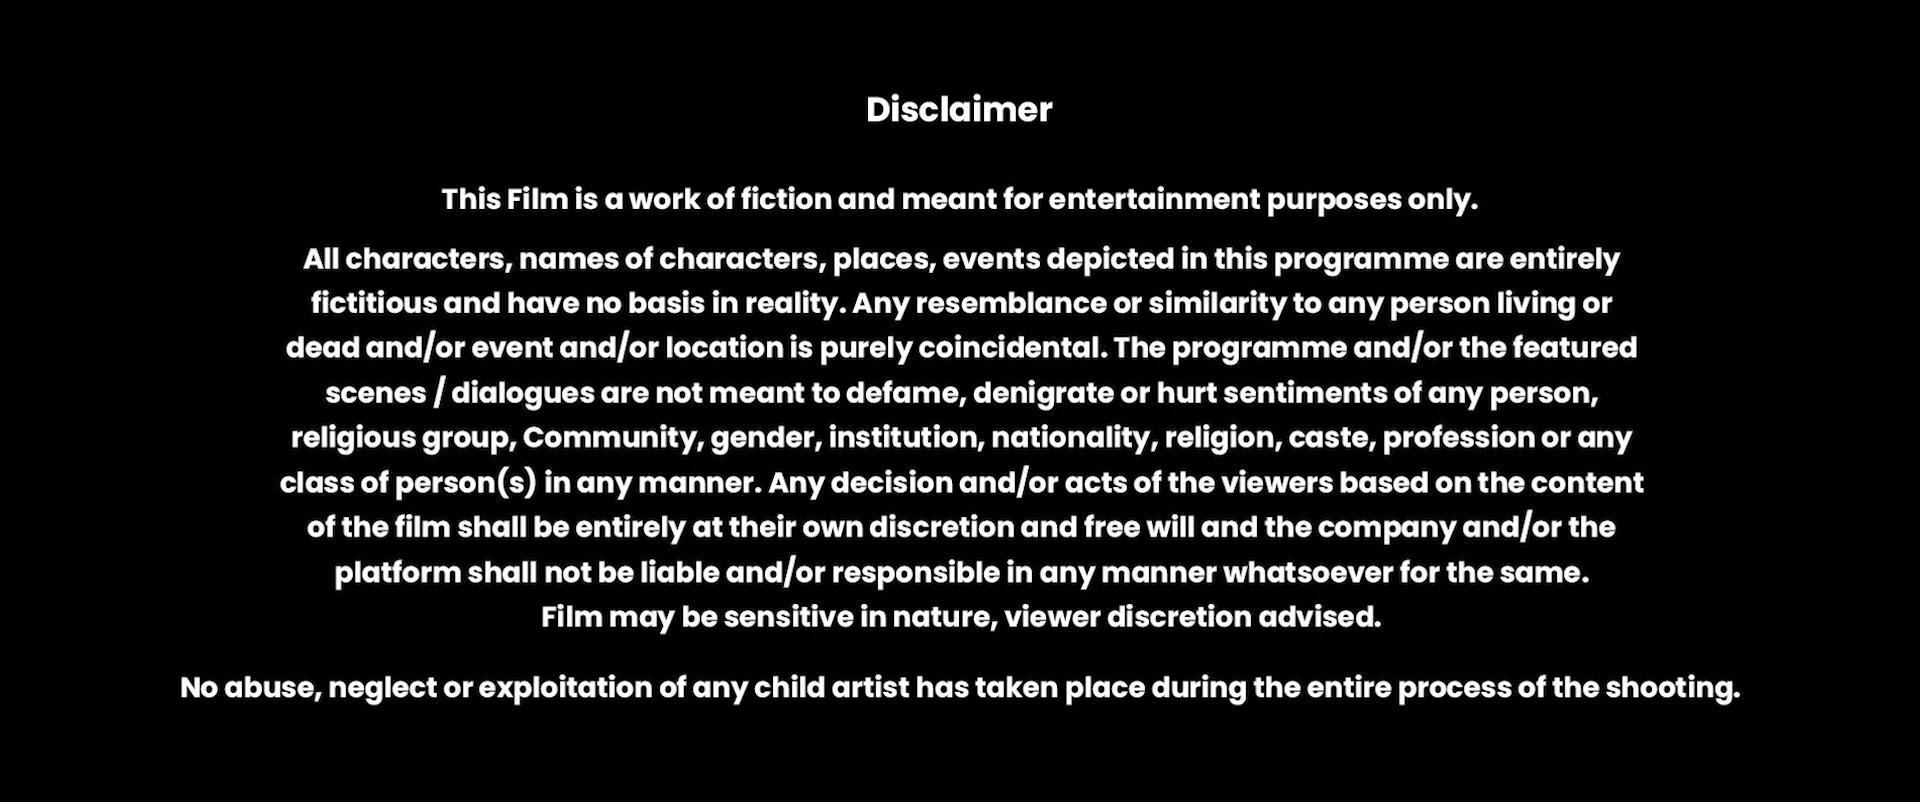 Disclaimer
This Film is a work of fiction and meant for entertainment purposes only.
All characters, names of characters, places, events depicted in this programme are entirely
fictitious and have no basis in reality. Any resemblance or similarity to any person living or
dead and/or event and/or location is purely coincidental. The programme and/or the featured
scenes / dialogues are not meant to defame, denigrate or hurt sentiments of any person,
religious group, Community, gender, institution, nationality, religion, caste, profession or any
class of person(s) in any manner. Any decision and/or acts of the viewers based on the content
of the film shall be entirely at their own discretion and free will and the company and/or the
platform shall not be liable and/or responsible in any manner whatsoever for the same.
Film may be sensitive in nature, viewer discretion advised.
No abuse, neglect or exploitation of any child artist has taken place during the entire process of the shooting.